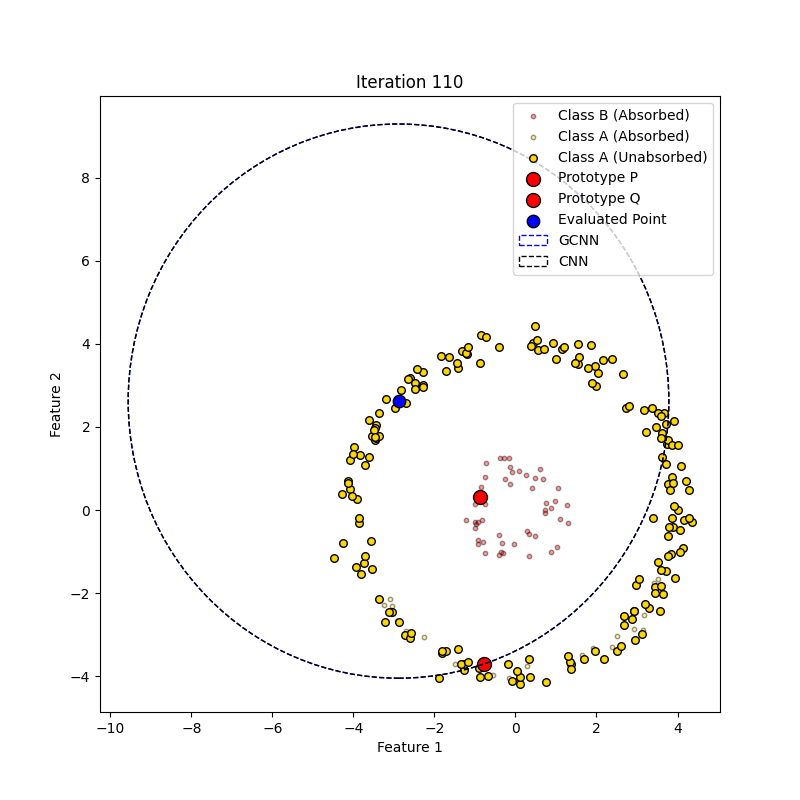 Iteration 110
Class B (Absorbed)
Class A (Absorbed)
Class A (Unabsorbed)
Prototype P
Prototype Q
Evaluated Point
GCNN
CNN
8
6
4
2
0
−2
−4
Feature 2
−10
−8
−6
−4
−2
0
2
4
Feature 1